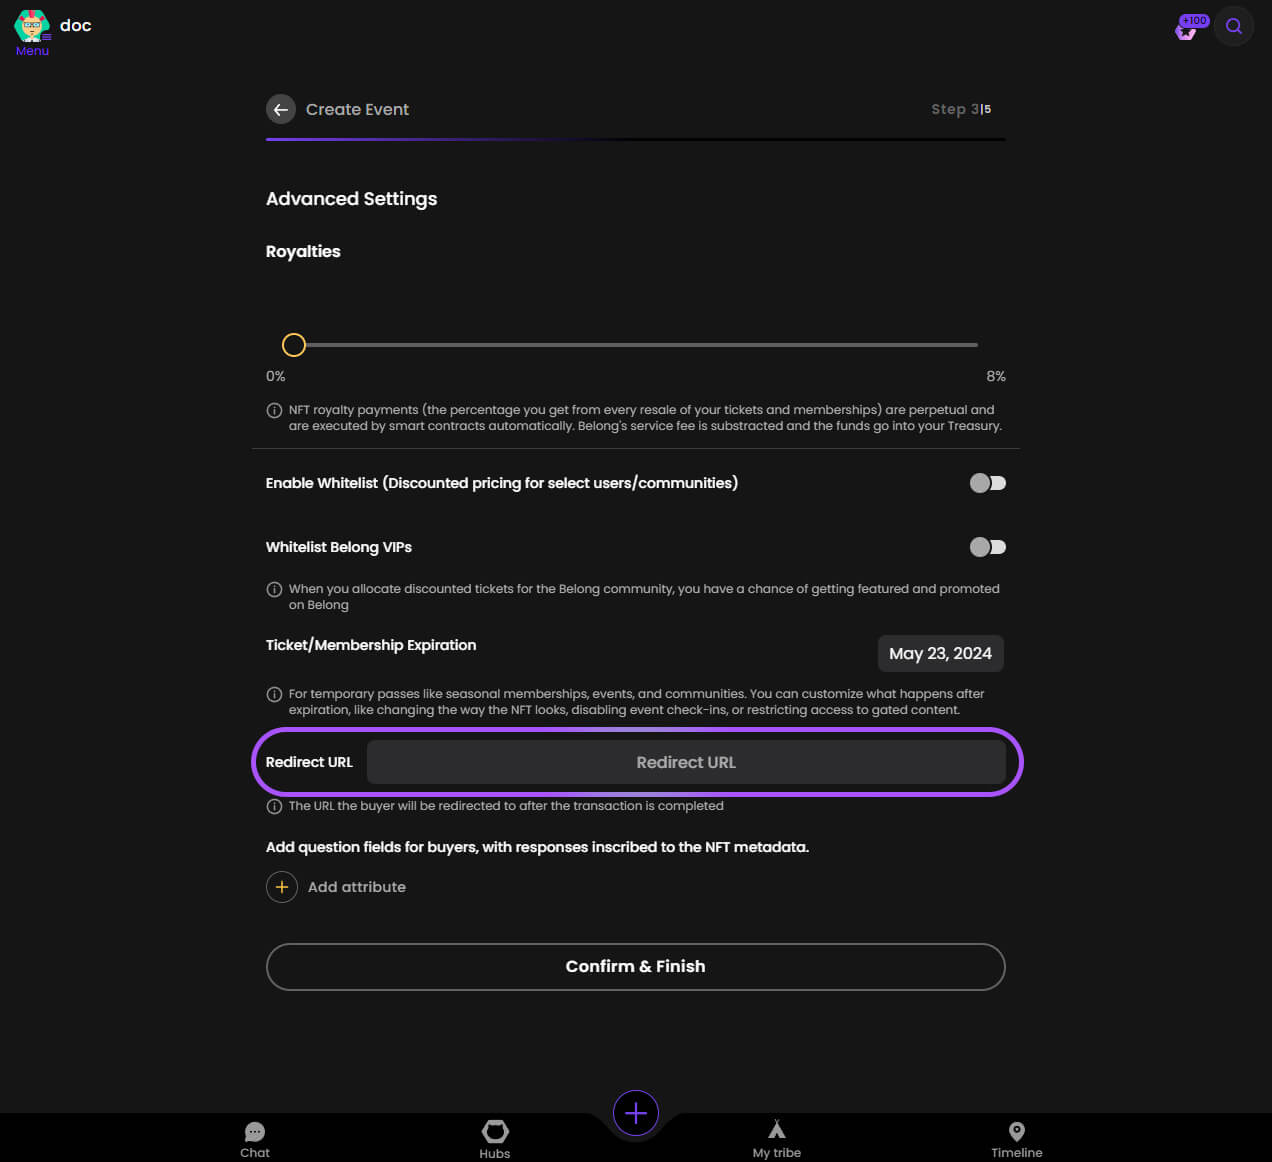 doc
Menu
+100
Create Event
Step 3|5
Advanced Settings
Royalties
0%
8%
NFT royalty payments (the percentage you get from every resale of your tickets and memberships) are perpetual and
are executed by smart contracts automatically. Belong's service fee is substracted and the funds go into your Treasury.
Enable Whitelist (Discounted pricing for select users/communities)
Whitelist Belong VIPs
When you allocate discounted tickets for the Belong community, you have a chance of getting featured and promoted
on Belong
Ticket/Membership Expiration
May 23, 2024
For temporary passes like seasonal memberships, events, and communities. You can customize what happens after
expiration, like changing the way the NFT looks, disabling event check-ins, or restricting access to gated content.
Redirect URL
Redirect URL
The URL the buyer will be redirected to after the transaction is completed
Add question fields for buyers, with responses inscribed to the NFT metadata.
Add attribute
Confirm & Finish
Chat
Hubs
My tribe
Timeline